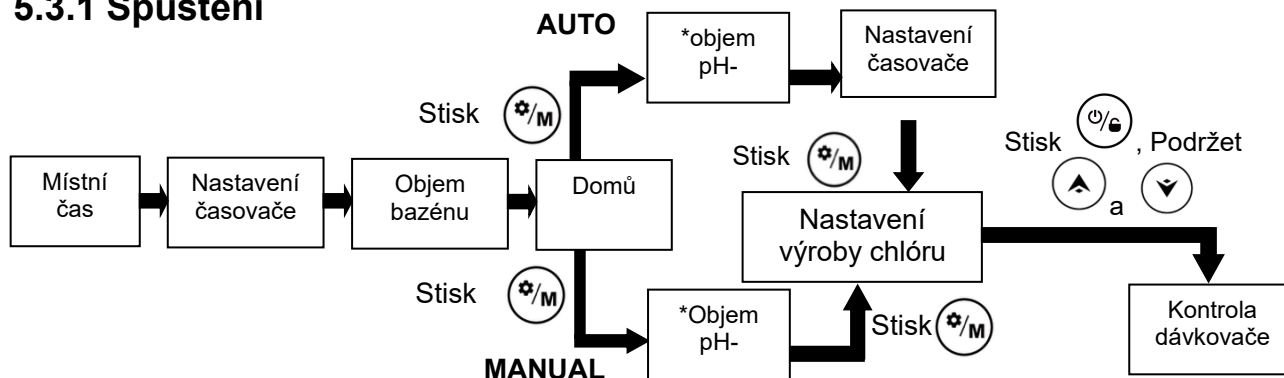 5.3.1 Spuštění
AUTO
*objem
pH-
Nastavení
časovače
Stisk ⚙/M
Stisk ⚙/M
Stisk , Podržet
a
Místní
čas
Nastavení
časovače
Objem
bazénu
Domů
Nastavení
výroby chlóru
Stisk ⚙/M
*Objem
pH-
Stisk ⚙/M
Kontrola
dávkovače
MANUAL